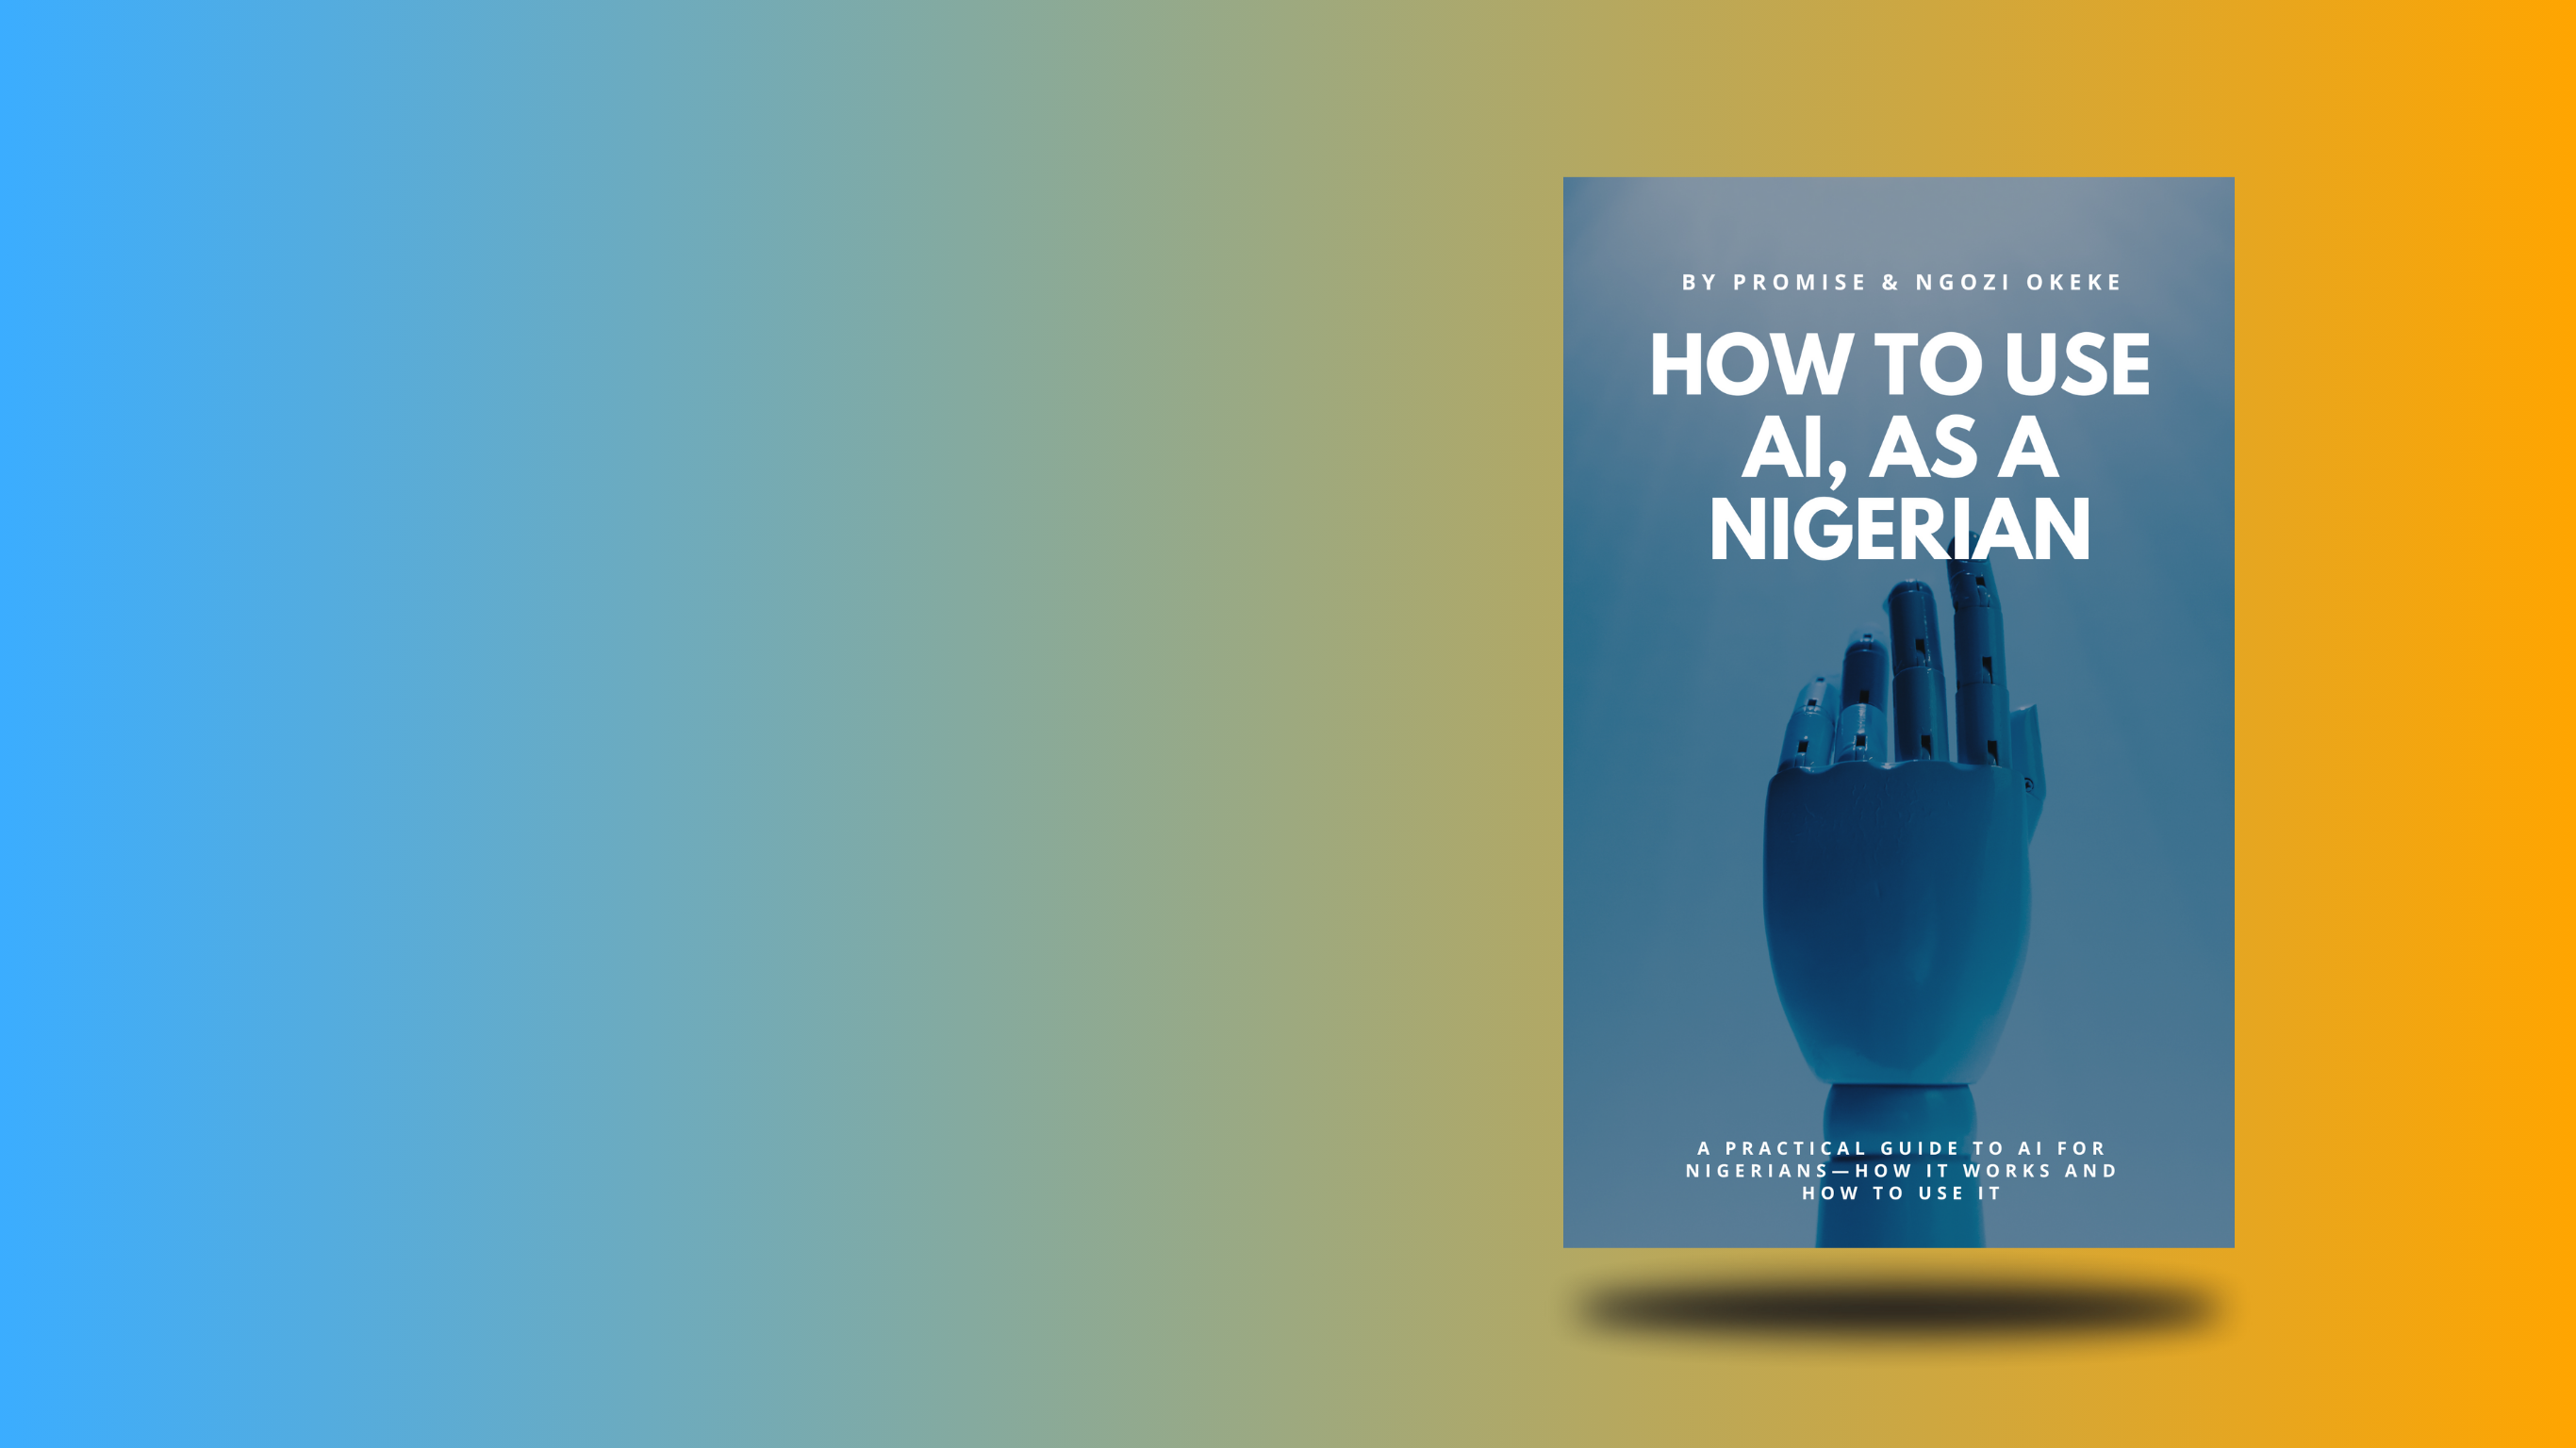 BY PROMISE & NGOZI OKEKE
HOW TO USE
AI, AS A
NIGERIAN
A PRACTICAL GUIDE TO AI FOR
NIGERIANS—HOW IT WORKS AND
HOW TO USE IT